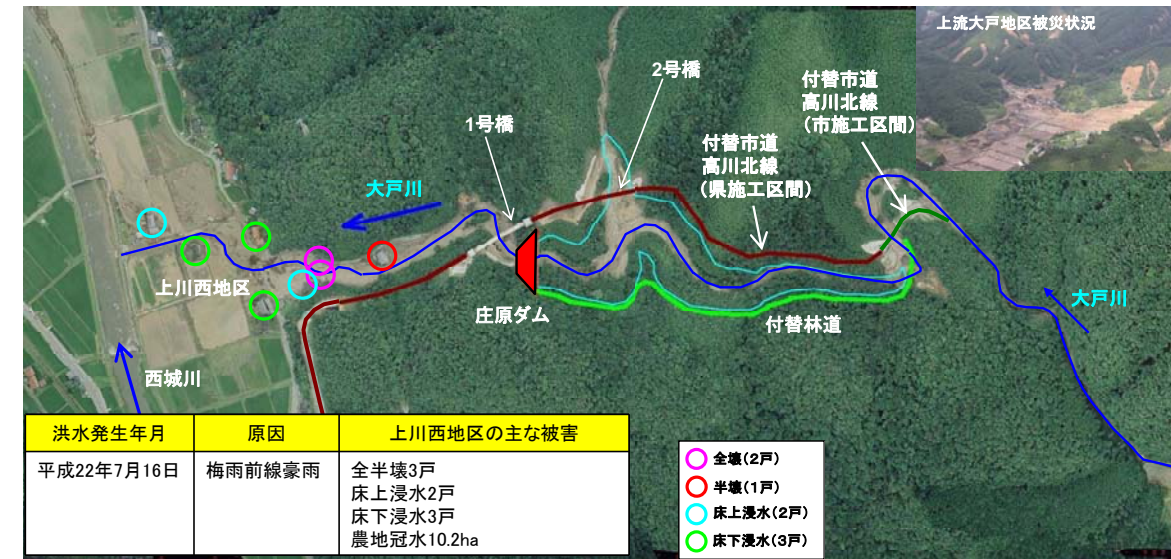 上流大戸地区被災状況
2号橋
付替市道
高川北線
(市施工区間)
1号橋
付替市道
高川北線
(県施工区間)
大戸川
上川西地区
庄原ダム
付替林道
大戸川
西城川
洪水発生年月 原因 上川西地区の主な被害
平成22年7月16日 梅雨前線豪雨 全半壊3戸
床上浸水2戸
床下浸水3戸
農地冠水10.2ha
全壊(2戸)
半壊(1戸)
床上浸水(2戸)
床下浸水(3戸)